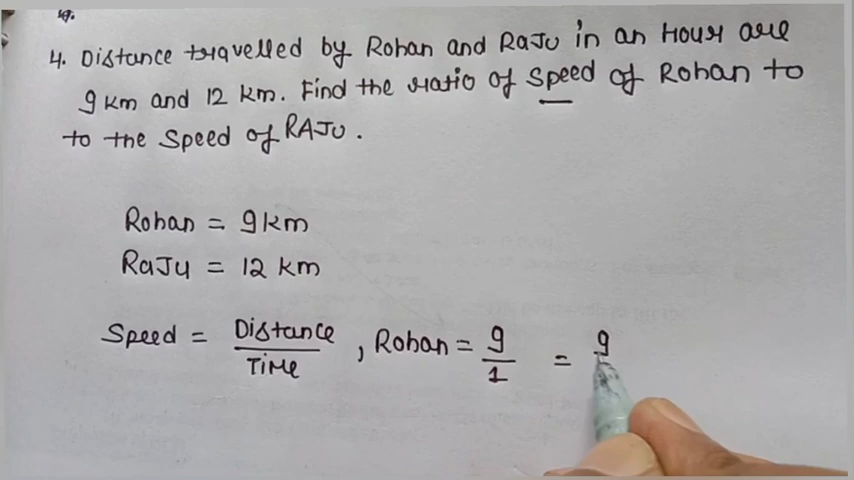 4. Distance travelled by Rohan and RAJU in an Hour are
9 km and 12 km. Find the ratio of Speed of Rohan to
to the Speed of RAJU.
Rohan = 9 km
RaJu = 12 km
Speed = Distance / Time , Rohan = 9/1 = 9